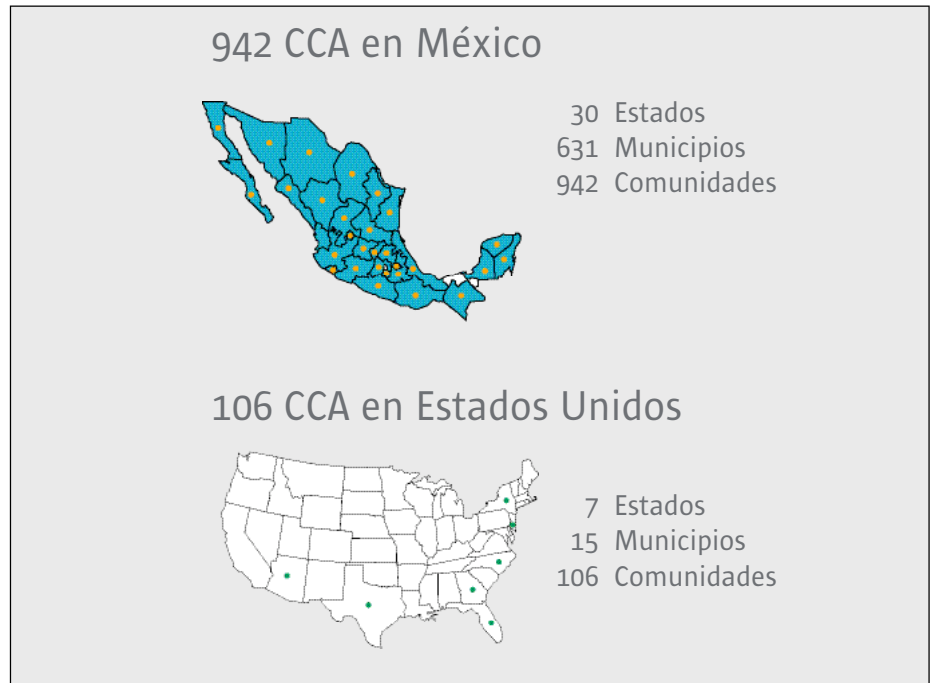 942 CCA en México
30 Estados
631 Municipios
942 Comunidades
106 CCA en Estados Unidos
7 Estados
15 Municipios
106 Comunidades